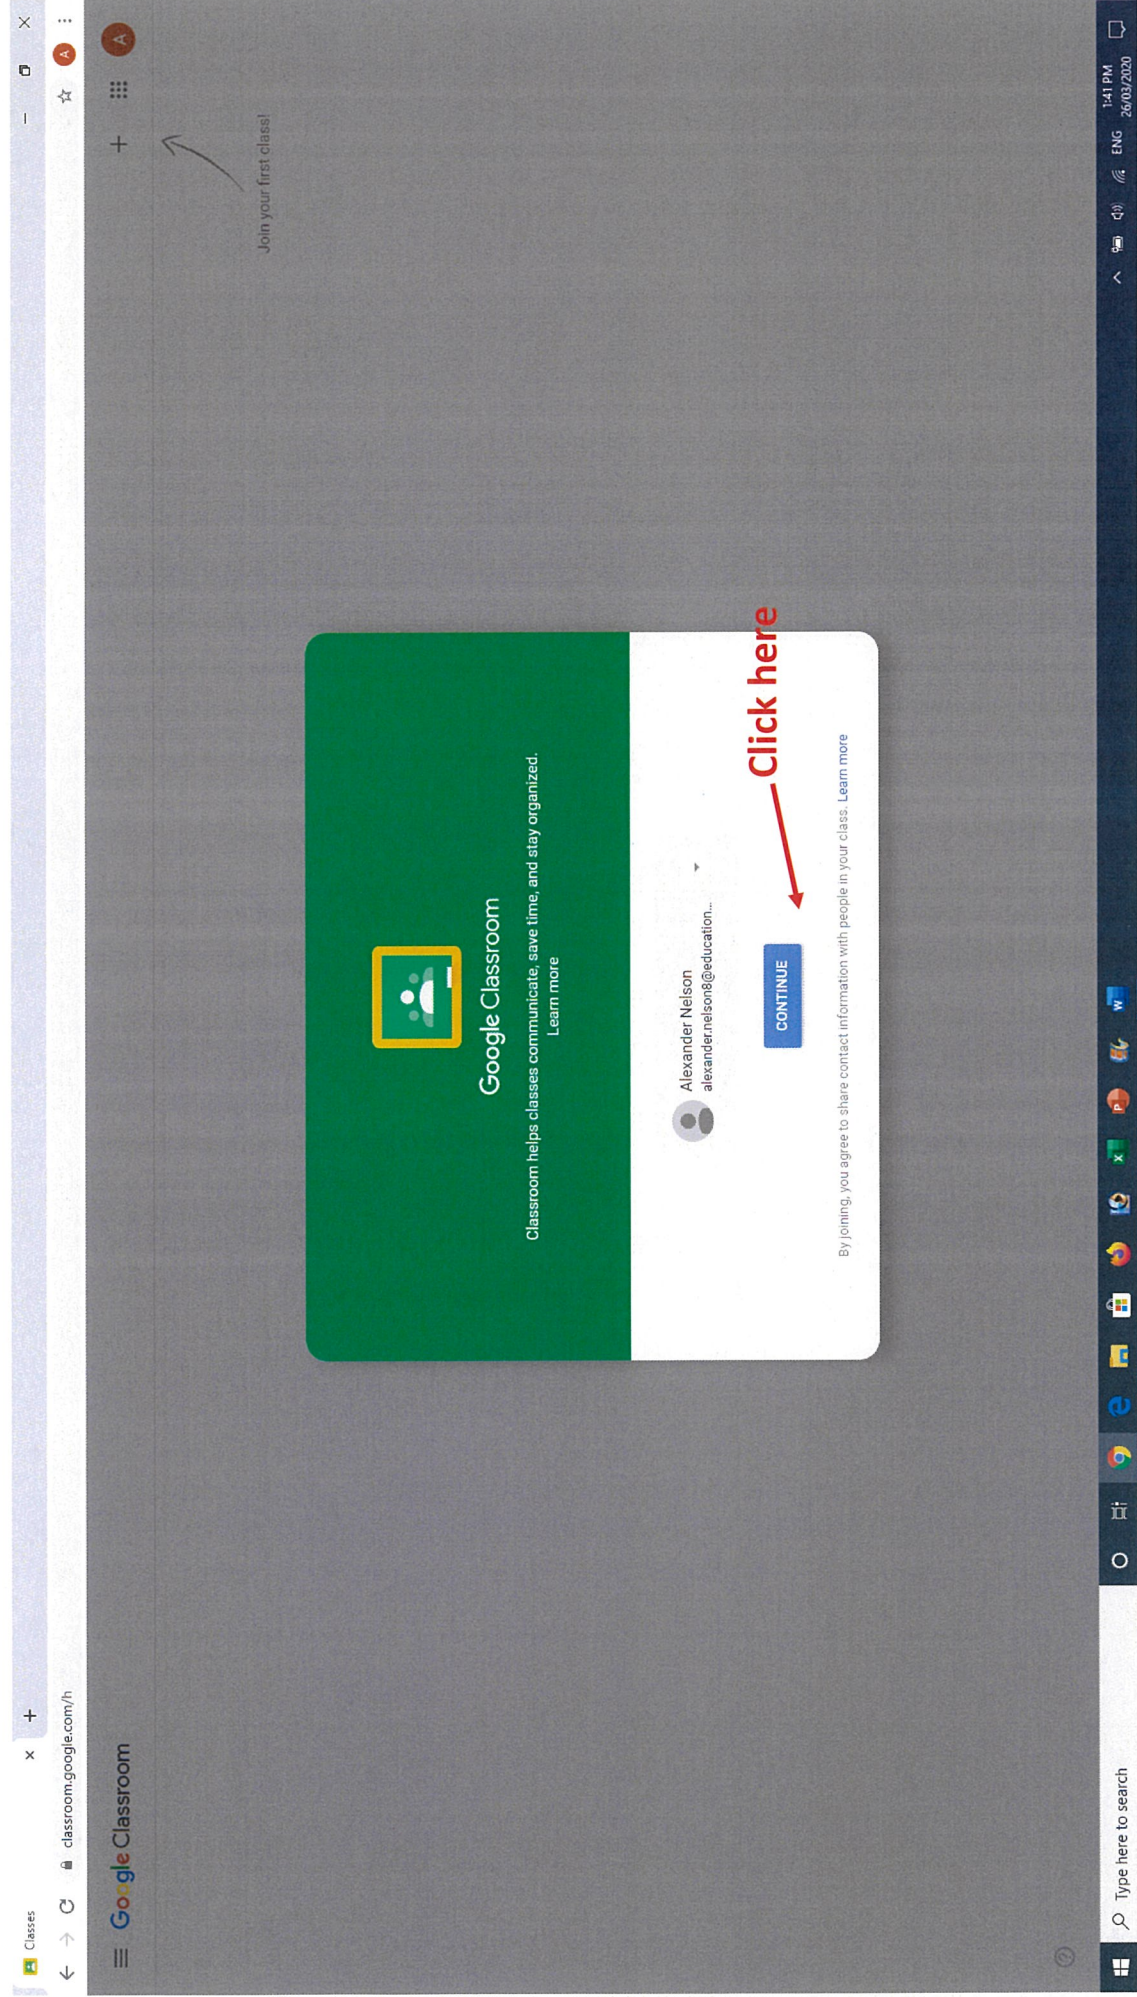 Classes
classroom.google.com/h
A
Google Classroom
A
Join your first class!
Google Classroom
Classroom helps classes communicate, save time, and stay organized.
Learn more
Alexander Nelson
alexander.nelson8@education...
Click here
CONTINUE
By joining, you agree to share contact information with people in your class. Learn more
Type here to search
ENG
1:41 PM
26/03/2020